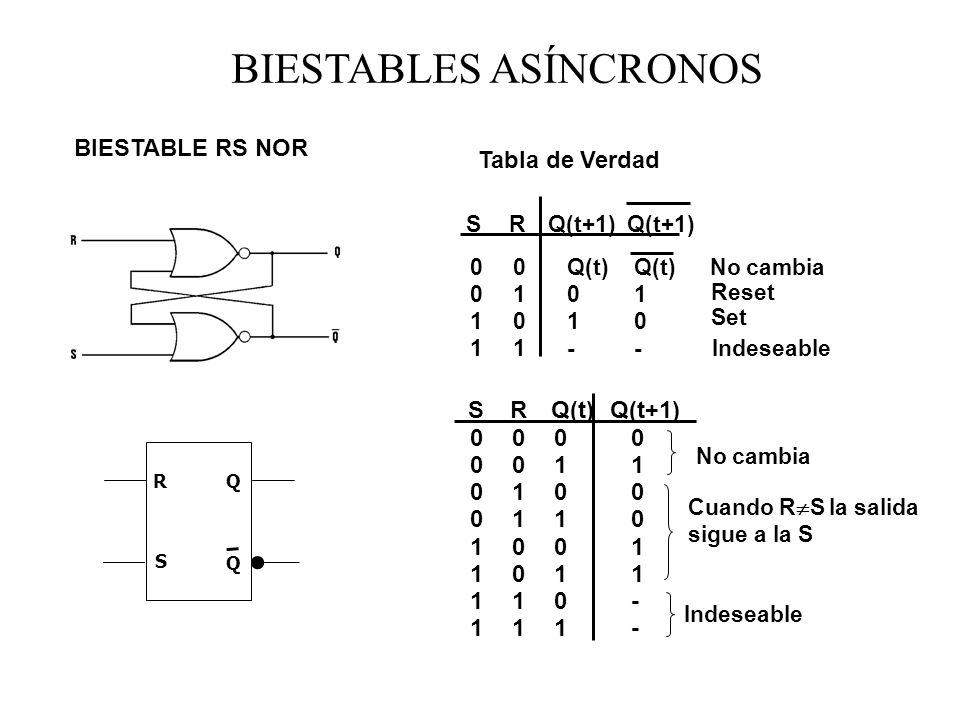 BIESTABLES ASÍNCRONOS
BIESTABLE RS NOR
Tabla de Verdad
S R Q(t+1) Q(t+1)
0 0 Q(t) Q(t) No cambia
0 1 0 1 Reset
1 0 1 0 Set
1 1 - - Indeseable
R Q
S Q
S R Q(t) Q(t+1)
0 0 0 0
0 0 1 1
No cambia
0 1 0 0
0 1 1 0
1 0 0 1
1 0 1 1
Cuando R≠S la salida
sigue a la S
1 1 0 -
1 1 1 -
Indeseable
R Q
S Q